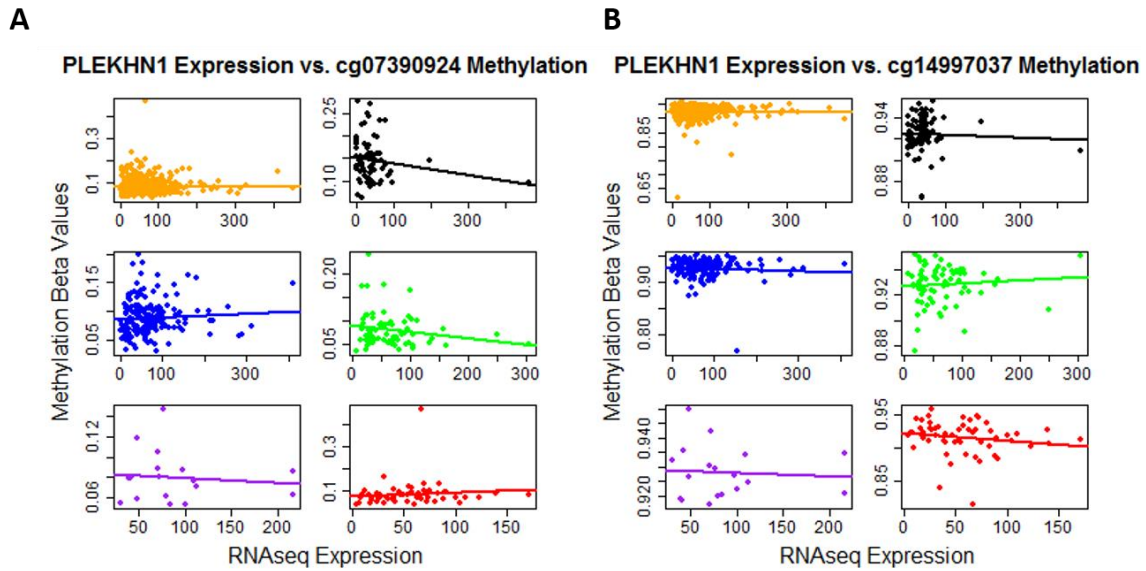 A
B
PLEKHN1 Expression vs. cg07390924 Methylation
PLEKHN1 Expression vs. cg14997037 Methylation
Methylation Beta Values
0.3
0.1
0 100 300
0.25
0.10
0 100 300
0.15
0.05
0 100 300
0.20
0.05
0 100 200 300
0.12
0.06
50 100 150 200
0.3
0.1
0 50 100 150
RNAseq Expression
Methylation Beta Values
0.85
0.65
0 100 300
0.94
0.88
0 100 300
0.90
0.80
0 100 300
0.92
0.88
0 100 200 300
0.940
0.920
50 100 150 200
0.95
0.85
0 50 100 150
RNAseq Expression